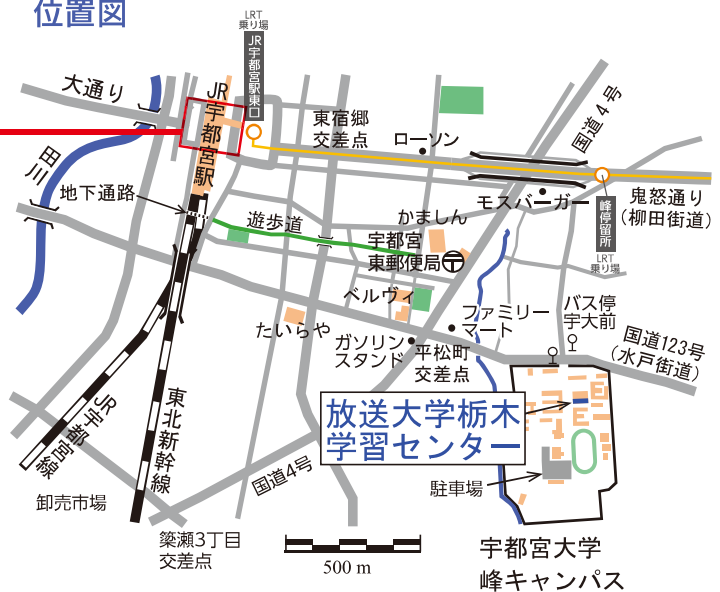 位置図
LRT
乗り場
JR宇都宮駅東口
大通り
JR宇都宮駅
東宿郷
交差点
ローソン
国道4号
田川
地下通路
遊歩道
かましん
モスバーガー
峰停留所
鬼怒通り
(柳田街道)
宇都宮
東郵便局
LRT
乗り場
ベルヴィ
たいらや
ガソリン
スタンド
平松町
交差点
ファミリー
マート
バス停
宇大前
国道123号
(水戸街道)
JR宇都宮線
東北新幹線
放送大学栃木
学習センター
国道4号
駐車場
卸売市場
簗瀬3丁目
交差点
500 m
宇都宮大学
峰キャンパス